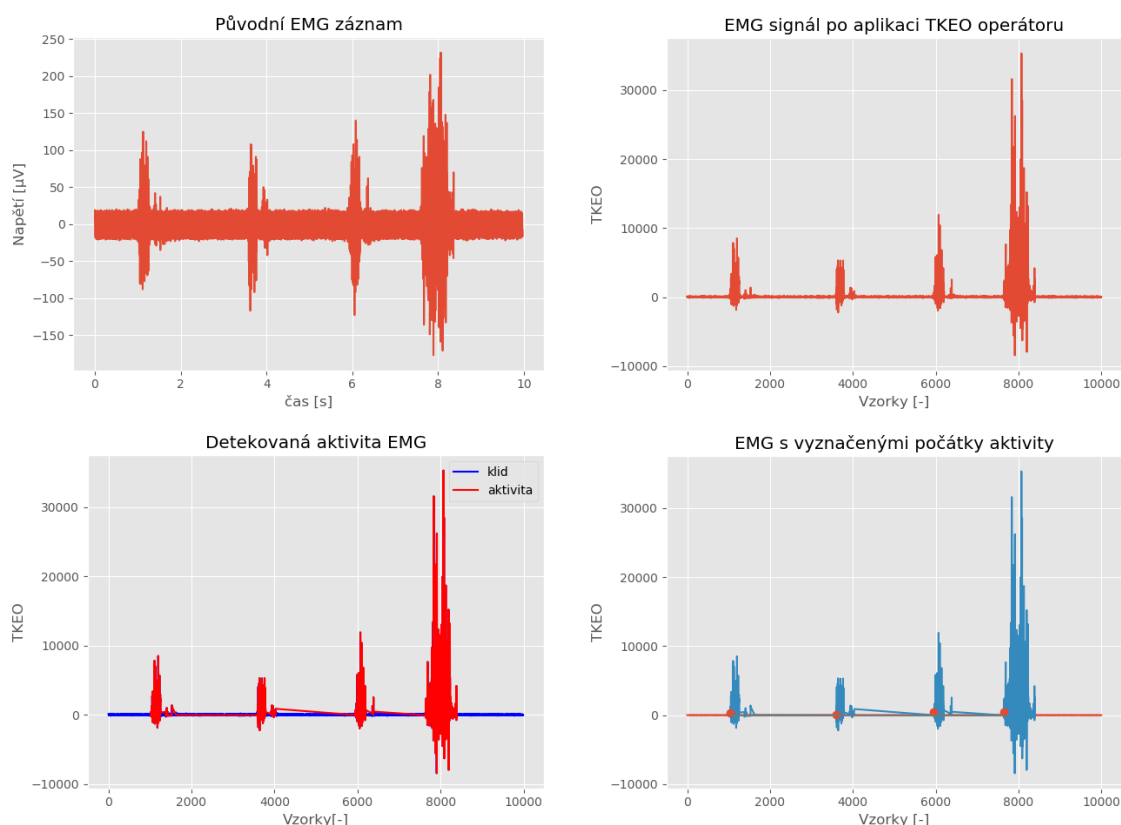 Původní EMG záznam
250
200
150
100
50
0
−50
−100
−150
Napětí [µV]
0 2 4 6 8 10
čas [s]
EMG signál po aplikaci TKEO operátoru
30000
20000
10000
0
−10000
TKEO
0 2000 4000 6000 8000 10000
Vzorky [-]
Detekovaná aktivita EMG
klid
aktivita
30000
20000
10000
0
−10000
TKEO
0 2000 4000 6000 8000 10000
Vzorky[-]
EMG s vyznačenými počátky aktivity
30000
20000
10000
0
−10000
TKEO
0 2000 4000 6000 8000 10000
Vzorky [-]